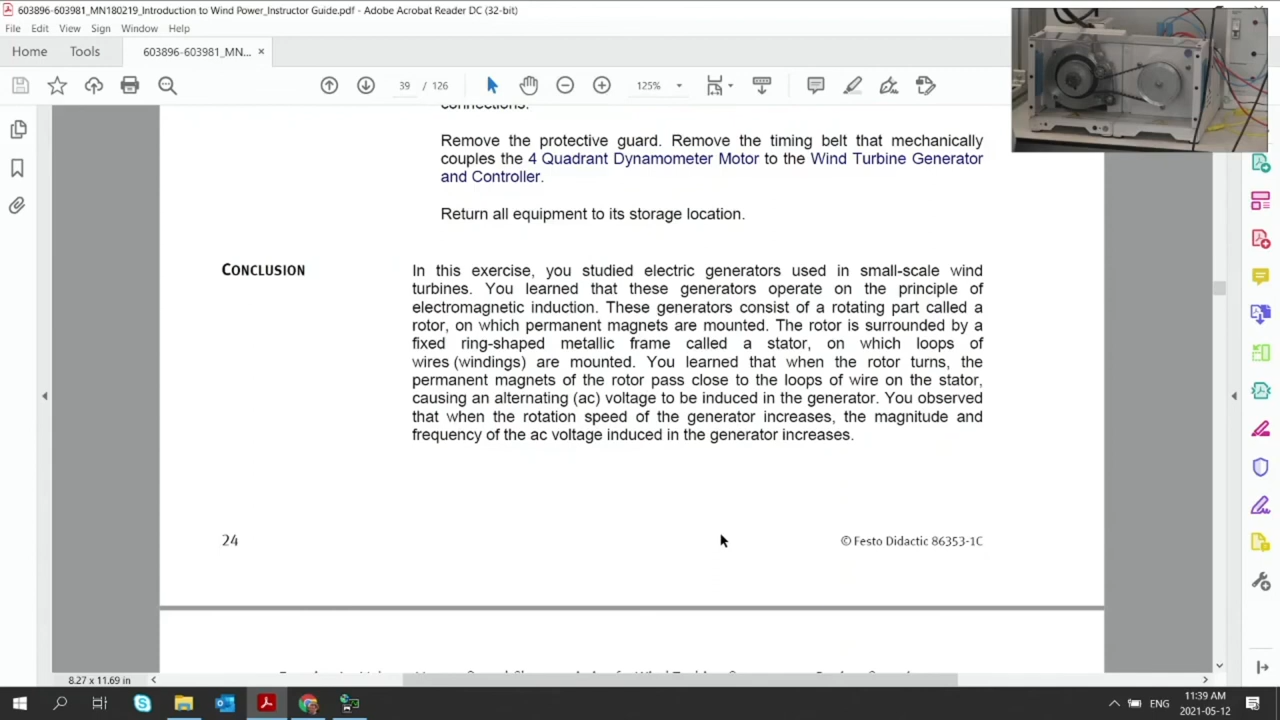 603896-603981_MN180219_Introduction to Wind Power_Instructor Guide.pdf - Adobe Acrobat Reader DC (32-bit)
File Edit View Sign Window Help
Home Tools 603896-603981_MN... ×
39 / 126 125%
connections.
Remove the protective guard. Remove the timing belt that mechanically
couples the 4 Quadrant Dynamometer Motor to the Wind Turbine Generator
and Controller.
Return all equipment to its storage location.
CONCLUSION
In this exercise, you studied electric generators used in small-scale wind
turbines. You learned that these generators operate on the principle of
electromagnetic induction. These generators consist of a rotating part called a
rotor, on which permanent magnets are mounted. The rotor is surrounded by a
fixed ring-shaped metallic frame called a stator, on which loops of
wires (windings) are mounted. You learned that when the rotor turns, the
permanent magnets of the rotor pass close to the loops of wire on the stator,
causing an alternating (ac) voltage to be induced in the generator. You observed
that when the rotation speed of the generator increases, the magnitude and
frequency of the ac voltage induced in the generator increases.
24 © Festo Didactic 86353-1C
8.27 x 11.69 in
ENG 11:39 AM
2021-05-12